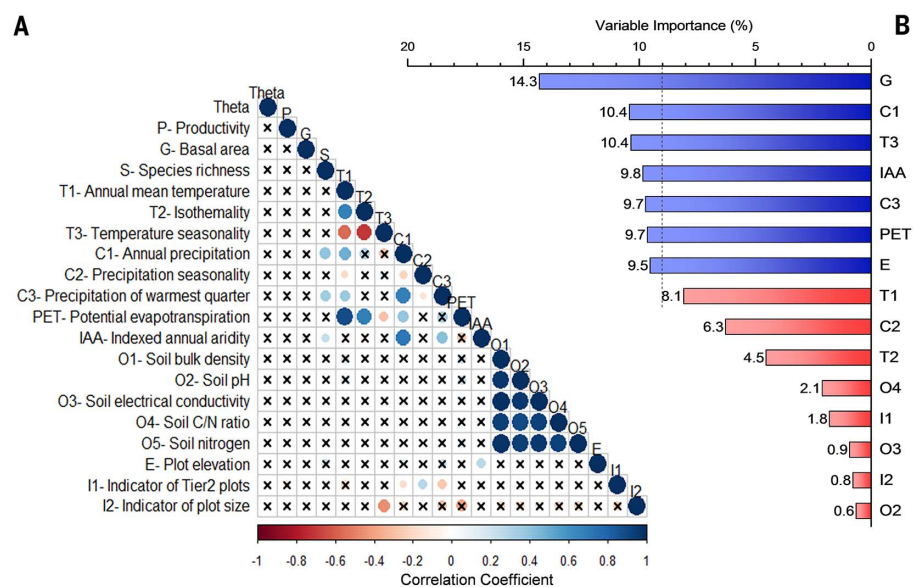 A
B
Variable Importance (%)
20 15 10 5 0
14.3 G
10.4 C1
10.4 T3
9.8 IAA
9.7 C3
9.7 PET
9.5 E
8.1 T1
6.3 C2
4.5 T2
2.1 O4
1.8 I1
0.9 O3
0.8 I2
0.6 O2
Theta
Theta
P
P- Productivity
G
G- Basal area
S
S- Species richness
T1
T1- Annual mean temperature
T2
T2- Isothemality
T3
T3- Temperature seasonality
C1
C1- Annual precipitation
C2
C2- Precipitation seasonality
C3
C3- Precipitation of warmest quarter
PET
PET- Potential evapotranspiration
IAA
IAA- Indexed annual aridity
O1
O1- Soil bulk density
O2
O2- Soil pH
O3
O3- Soil electrical conductivity
O4
O4- Soil C/N ratio
O5
O5- Soil nitrogen
E
E- Plot elevation
I1
I1- Indicator of Tier2 plots
I2
I2- Indicator of plot size
-1 -0.8 -0.6 -0.4 -0.2 0 0.2 0.4 0.6 0.8 1
Correlation Coefficient